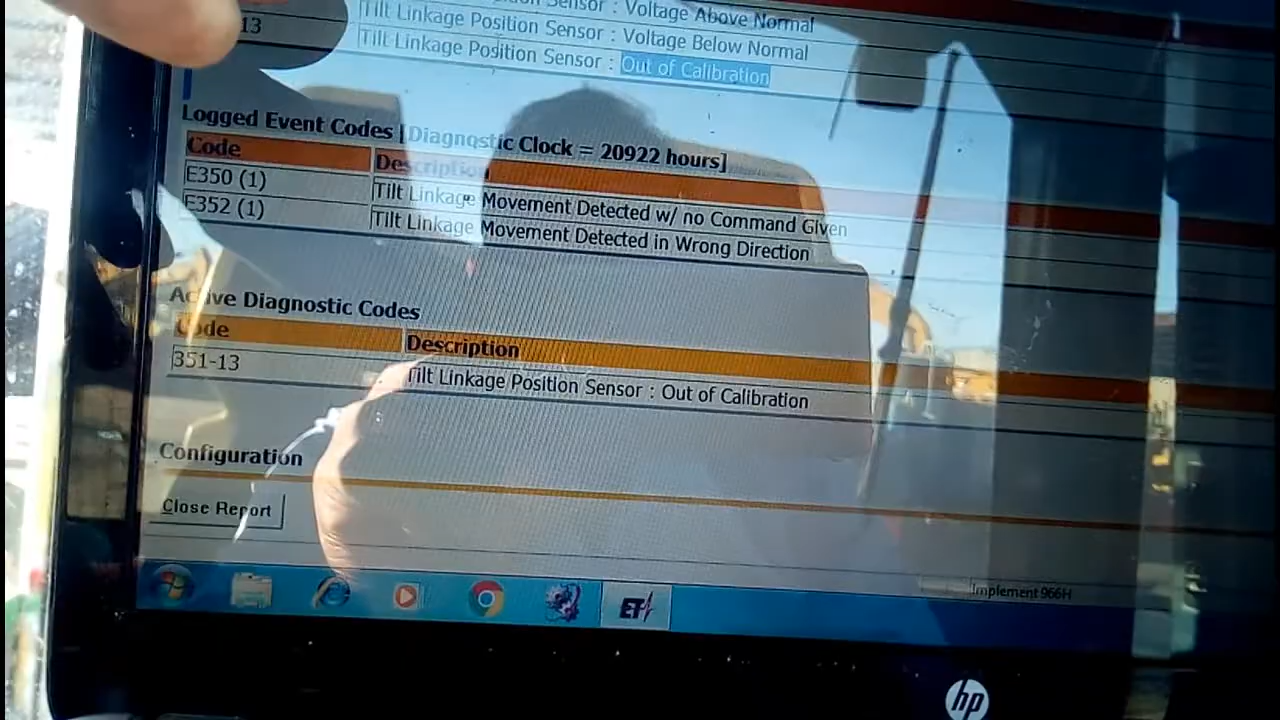 Sensor : Voltage Above Normal
13 Tilt Linkage Position Sensor : Voltage Below Normal
Tilt Linkage Position Sensor : Out of Calibration
Logged Event Codes [Diagnostic Clock = 20922 hours]
Code Description
E350 (1) Tilt Linkage Movement Detected w/ no Command Given
E352 (1) Tilt Linkage Movement Detected in Wrong Direction
Active Diagnostic Codes
Code Description
351-13 Tilt Linkage Position Sensor : Out of Calibration
Configuration
Close Report
Implement 966H
ET
hp